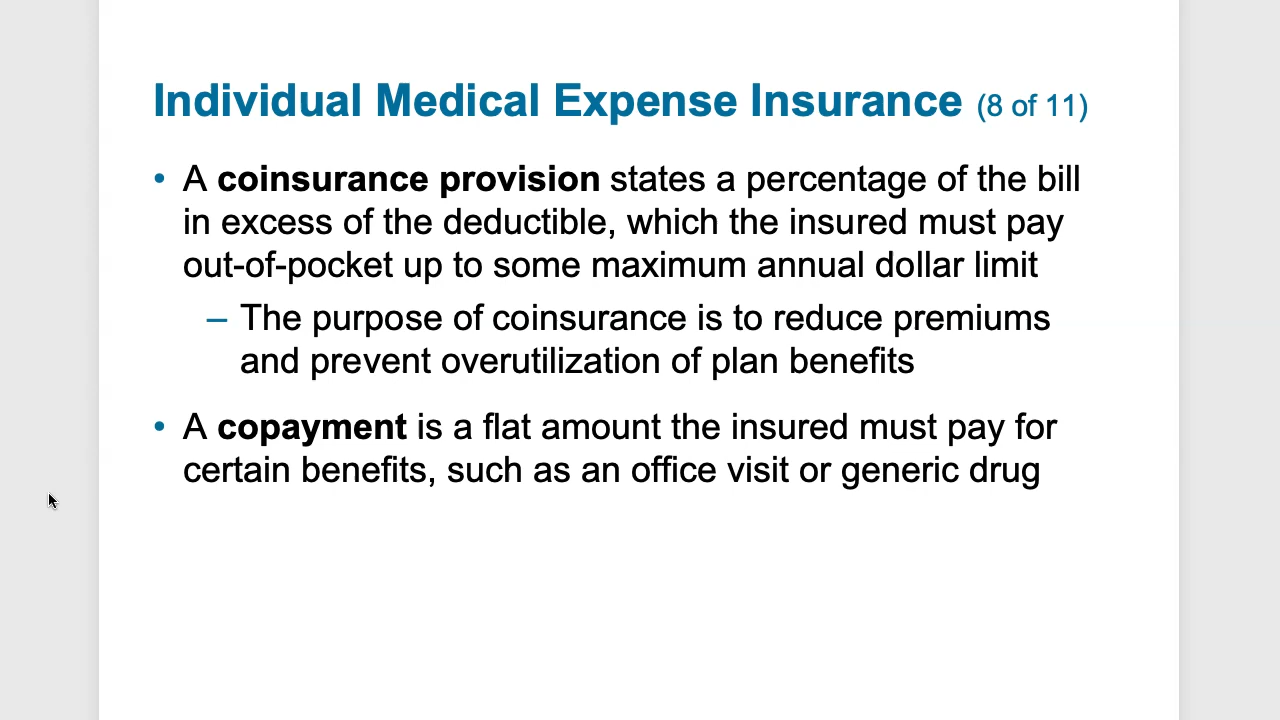 Individual Medical Expense Insurance (8 of 11)
• A coinsurance provision states a percentage of the bill
in excess of the deductible, which the insured must pay
out-of-pocket up to some maximum annual dollar limit
– The purpose of coinsurance is to reduce premiums
and prevent overutilization of plan benefits
• A copayment is a flat amount the insured must pay for
certain benefits, such as an office visit or generic drug